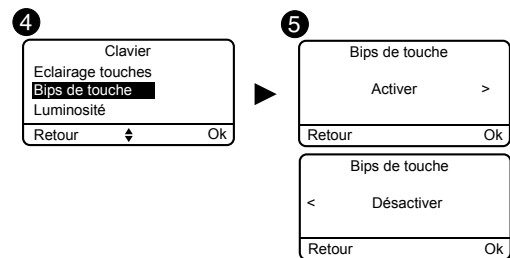 4
Clavier
Eclairage touches
Bips de touche
Luminosité
Retour Ok
5
Bips de touche
Activer >
Retour Ok
Bips de touche
< Désactiver
Retour Ok